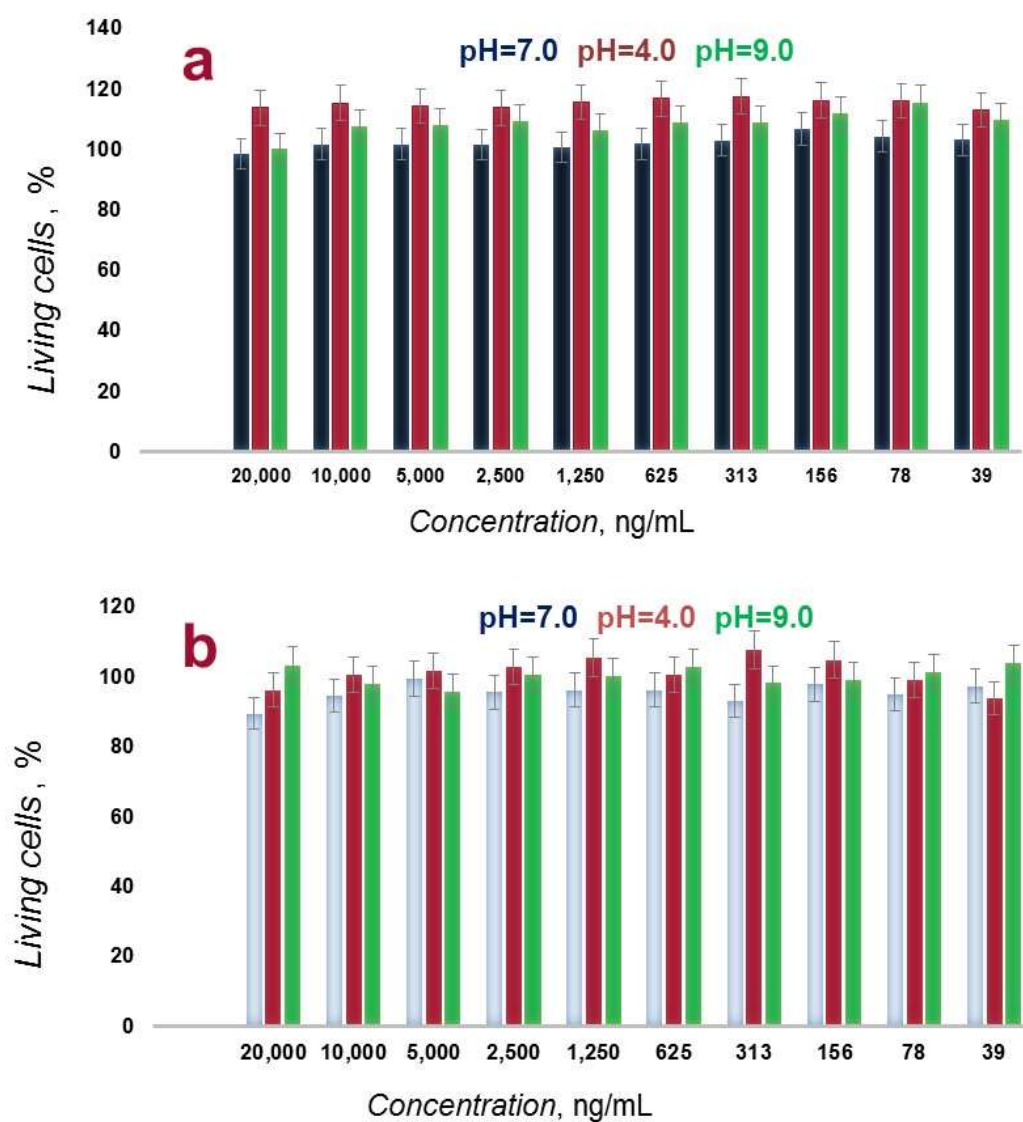 a
pH=7.0 pH=4.0 pH=9.0
140
120
100
80
60
40
20
0
Living cells , %
20,000 10,000 5,000 2,500 1,250 625 313 156 78 39
Concentration, ng/mL
b
pH=7.0 pH=4.0 pH=9.0
120
100
80
60
40
20
0
Living cells , %
20,000 10,000 5,000 2,500 1,250 625 313 156 78 39
Concentration, ng/mL